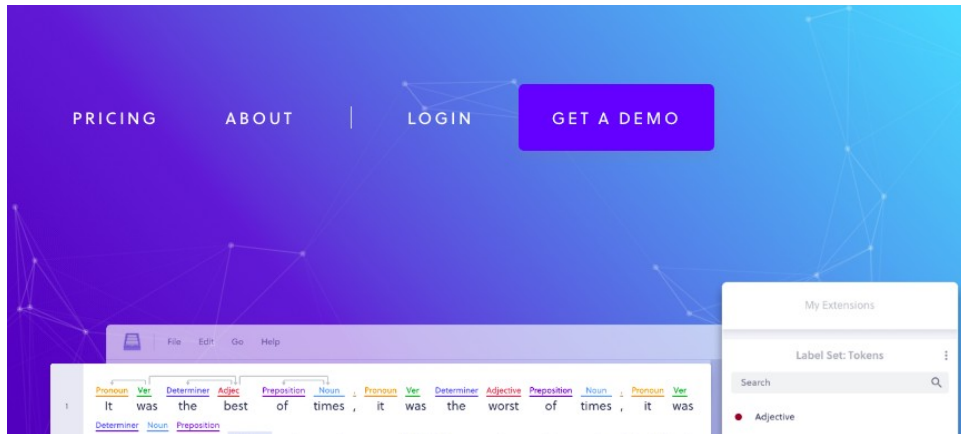 PRICING ABOUT LOGIN GET A DEMO
My Extensions
File Edit Go Help
Label Set: Tokens
Search
Pronoun Ver Determiner Adjec Preposition Noun . Pronoun Ver Determiner Adjective Preposition Noun . Pronoun Ver
1 It was the best of times , it was the worst of times , it was
Adjective
Determiner Noun Preposition